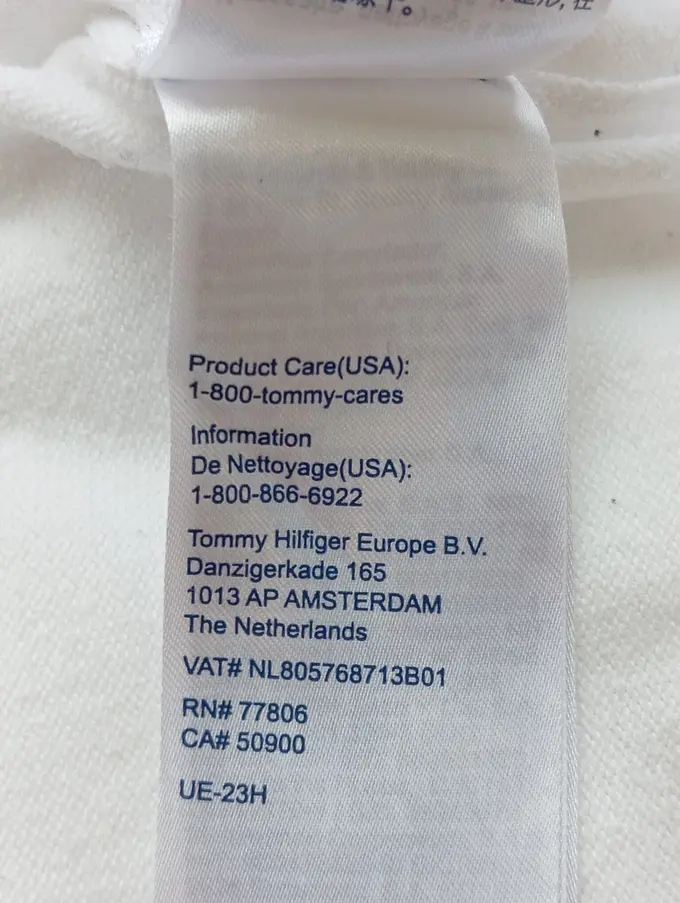 Product Care(USA):
1-800-tommy-cares
Information
De Nettoyage(USA):
1-800-866-6922
Tommy Hilfiger Europe B.V.
Danzigerkade 165
1013 AP AMSTERDAM
The Netherlands
VAT# NL805768713B01
RN# 77806
CA# 50900
UE-23H